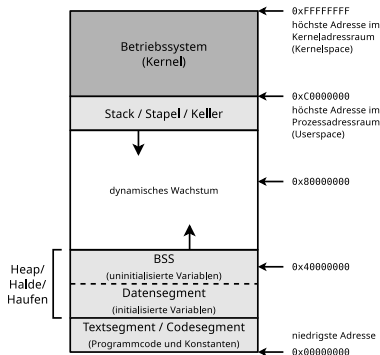 0xFFFFFFFF
höchste Adresse im
Kerneladressraum
(Kernelspace)
Betriebssystem
(Kernel)
0xC0000000
höchste Adresse im
Prozessadressraum
(Userspace)
Stack / Stapel / Keller
dynamisches Wachstum
0x80000000
Heap/
Halde/
Haufen
BSS
(uninitialisierte Variablen)
0x40000000
Datensegment
(initialisierte Variablen)
Textsegment / Codesegment
(Programmcode und Konstanten)
niedrigste Adresse
0x00000000